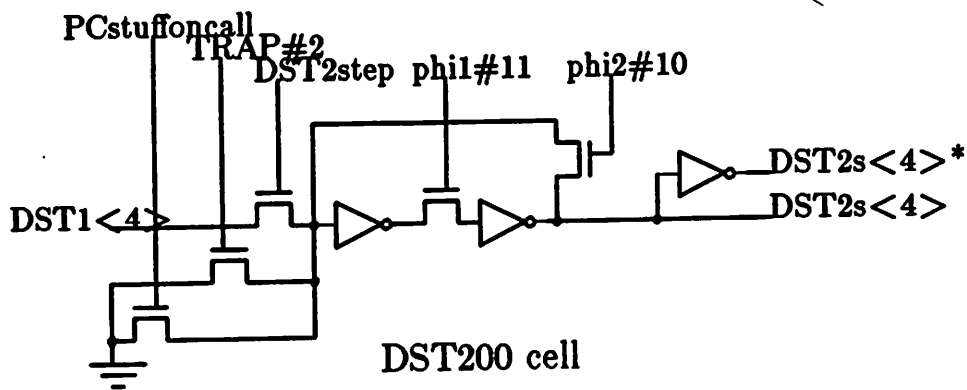 PCstuffoncall
TRAP#2
DST2step phi1#11 phi2#10
DST2s<4>*
DST1<4>
DST2s<4>
DST200 cell